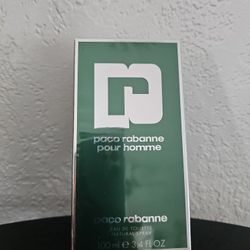 paco rabanne
pour homme
paco rabanne
EAU DE TOILETTE
NATURAL SPRAY
100 ml e 3.4 FL.OZ